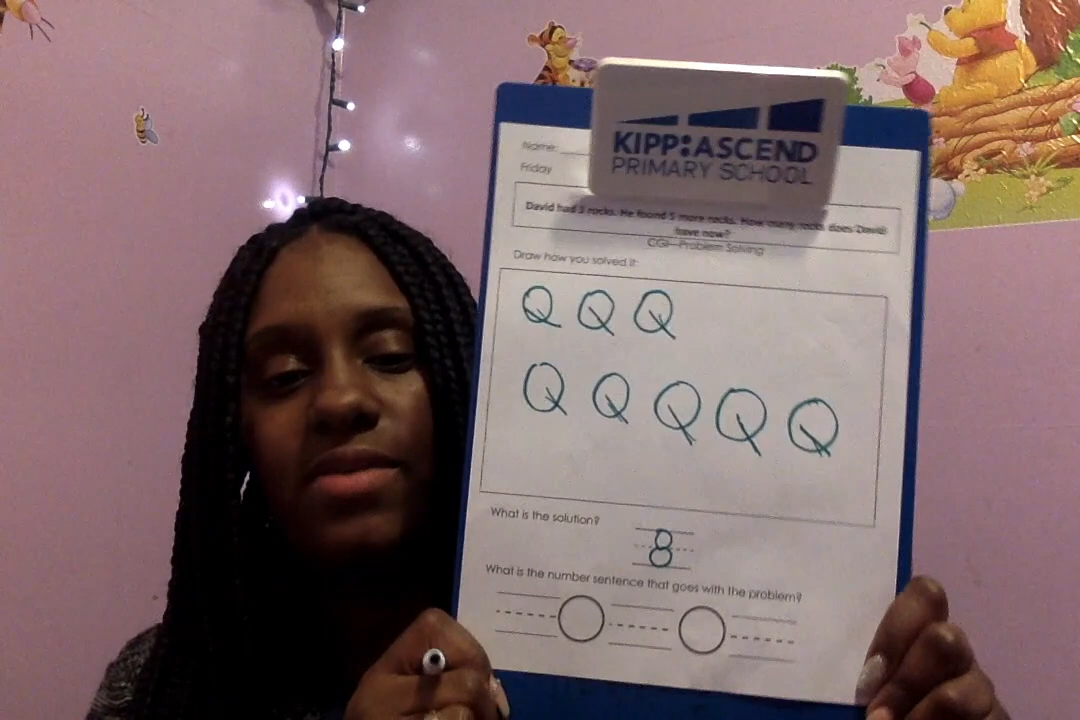 KIPP:ASCEND
PRIMARY SCHOOL
Name:
Friday
David had 3 rocks. He found 5 more rocks. How many rocks does David
have now?
CGI—Problem Solving
Draw how you solved it:
Q Q Q
Q Q Q Q Q
What is the solution?
8
What is the number sentence that goes with the problem?